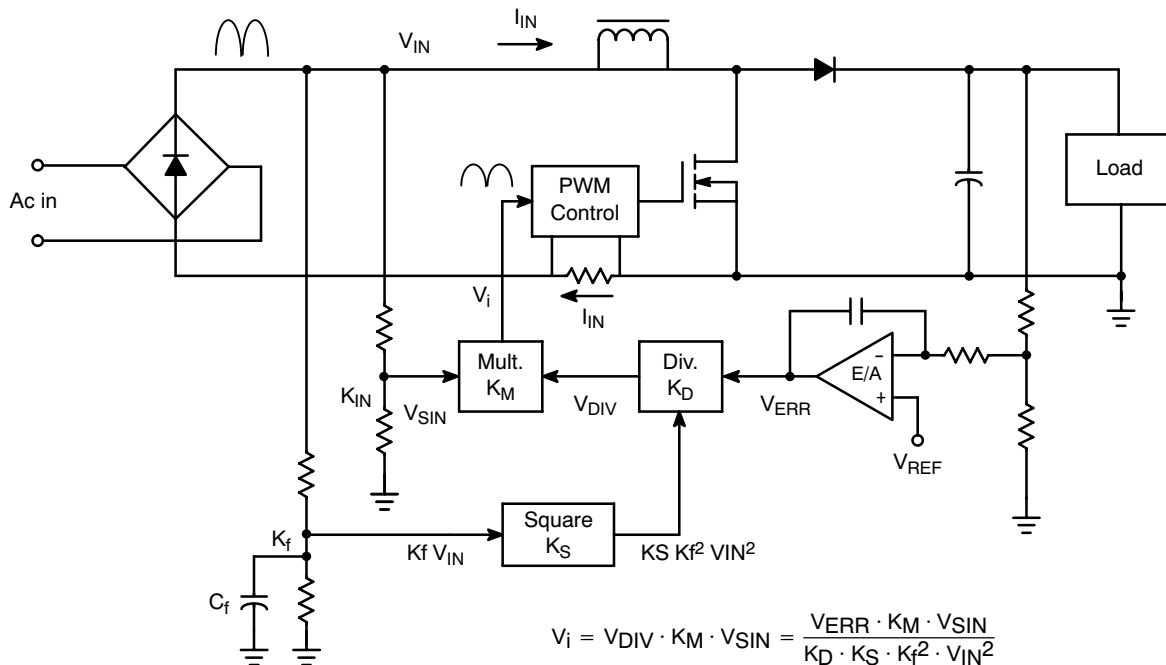 I_IN
V_IN
Ac in
PWM
Control
Load
V_i
I_IN
Mult.
K_M
Div.
K_D
E/A
−
+
K_IN
V_SIN
V_DIV
V_ERR
V_REF
Square
K_S
K_f
Kf V_IN
KS Kf² VIN²
C_f
V_i = V_DIV · K_M · V_SIN = V_ERR · K_M · V_SIN / K_D · K_S · K_f² · V_IN²